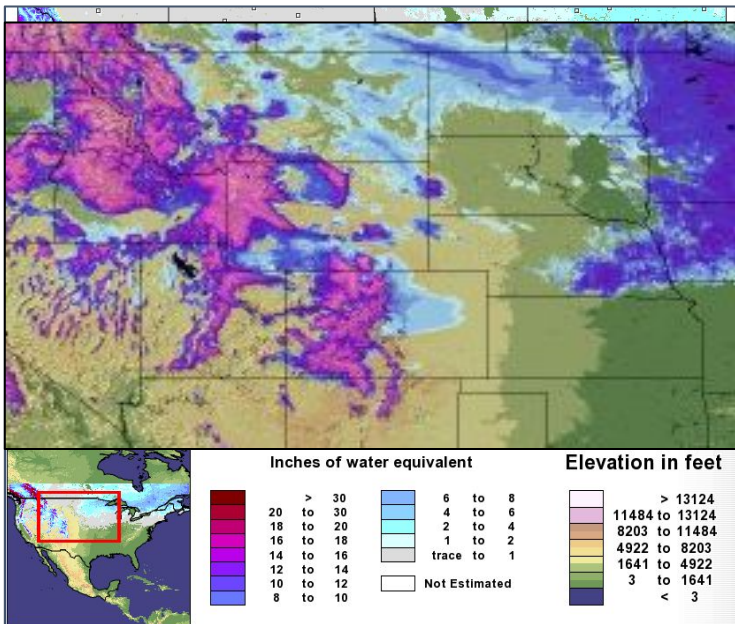 Inches of water equivalent
> 30
20 to 30
18 to 20
16 to 18
14 to 16
12 to 14
10 to 12
8 to 10
6 to 8
4 to 6
2 to 4
1 to 2
trace to 1
Not Estimated
Elevation in feet
> 13124
11484 to 13124
8203 to 11484
4922 to 8203
1641 to 4922
3 to 1641
< 3